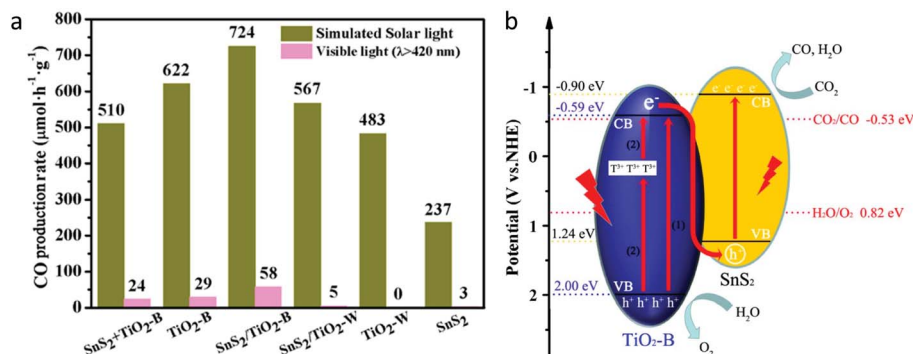 a
CO production rate (μmol·h⁻¹·g⁻¹)
800
700
600
500
400
300
200
100
0
Simulated Solar light
Visible light (λ>420 nm)
510
24
622
29
724
58
567
5
483
0
237
3
SnS₂+TiO₂-B
TiO₂-B
SnS₂/TiO₂-B
SnS₂/TiO₂-W
TiO₂-W
SnS₂
b
Potential (V vs.NHE)
-1
0
1
2
-0.90 eV
-0.59 eV
1.24 eV
2.00 eV
CB
e⁻
(2)
T³⁺ T³⁺ T³⁺
(1)
(2)
VB
h⁺ h⁺ h⁺ h⁺
TiO₂-B
e⁻ e⁻ e⁻ e⁻
CB
VB
h⁺
SnS₂
CO, H₂O
CO₂
CO₂/CO -0.53 eV
H₂O/O₂ 0.82 eV
H₂O
O₂